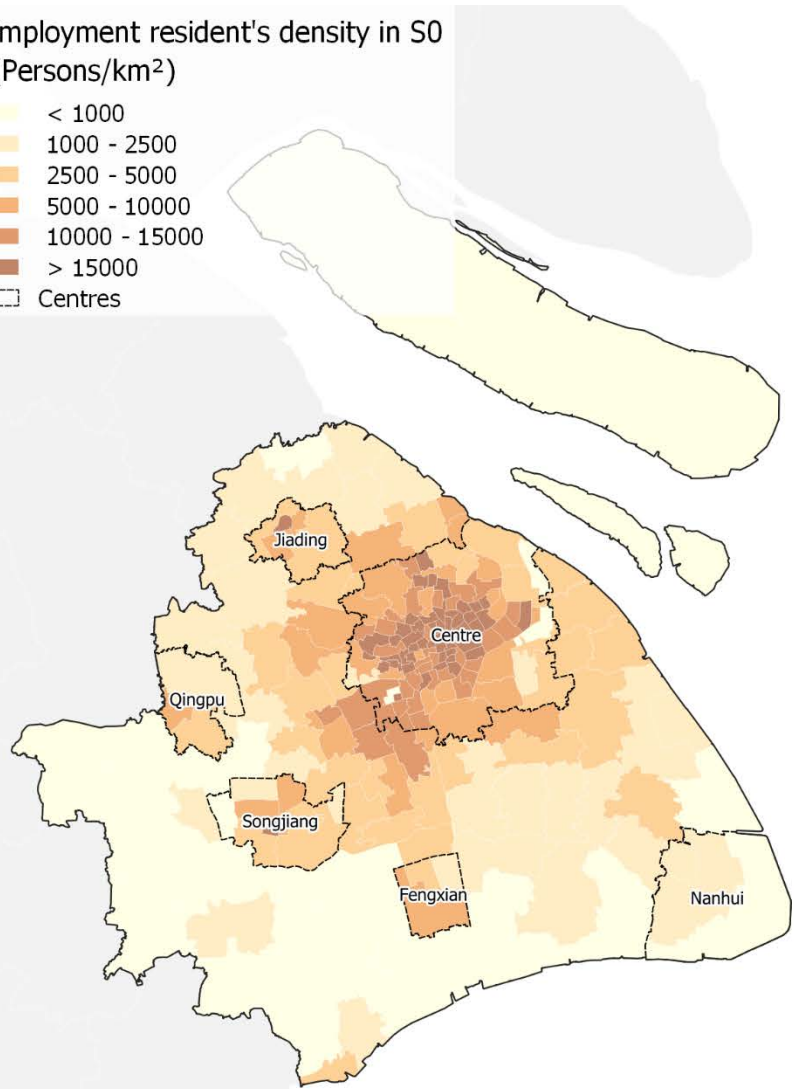 mployment resident's density in S0
Persons/km²)
< 1000
1000 - 2500
2500 - 5000
5000 - 10000
10000 - 15000
> 15000
Centres
Jiading
Centre
Qingpu
Songjiang
Fengxian
Nanhui